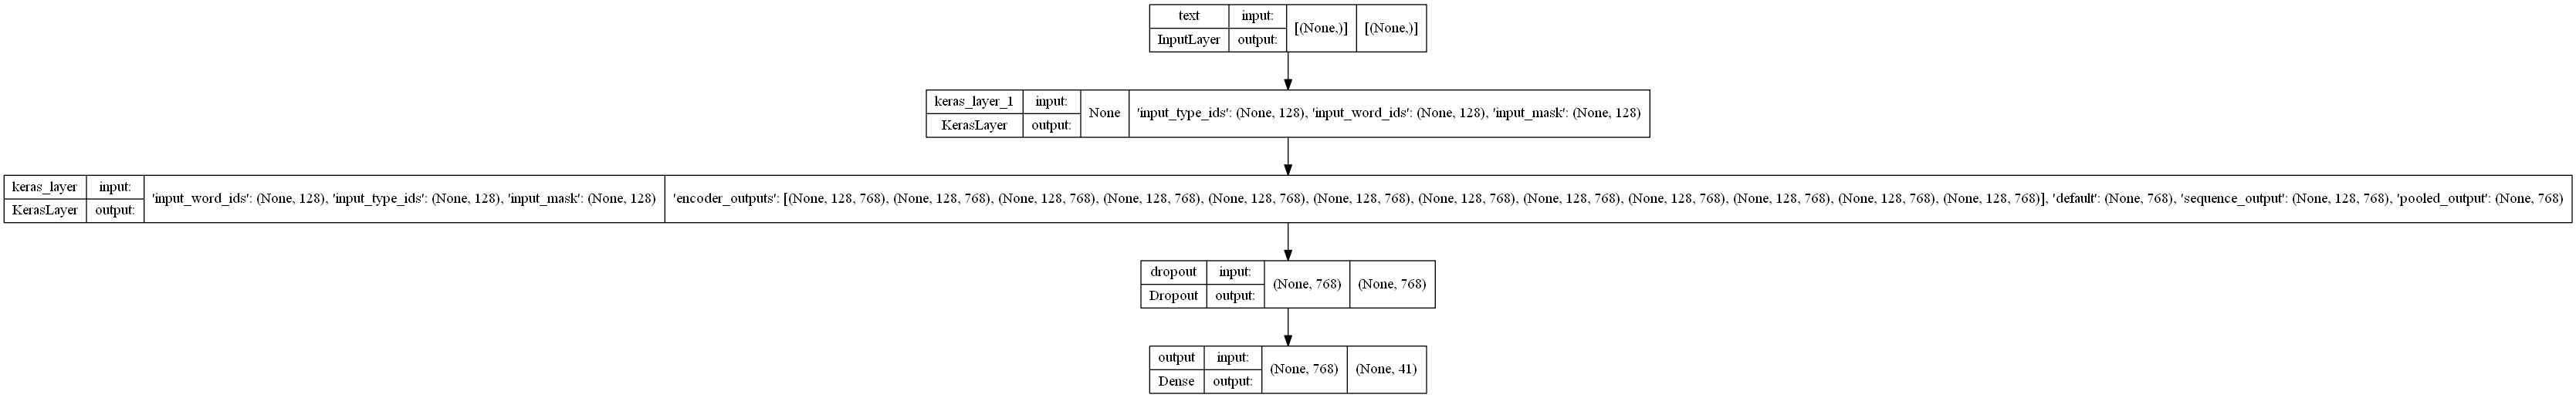 text input: [(None,)] [(None,)]
InputLayer output:
keras_layer_1 input: None 'input_type_ids': (None, 128), 'input_word_ids': (None, 128), 'input_mask': (None, 128)
KerasLayer output:
keras_layer input: 'input_word_ids': (None, 128), 'input_type_ids': (None, 128), 'input_mask': (None, 128) 'encoder_outputs': [(None, 128, 768), (None, 128, 768), (None, 128, 768), (None, 128, 768), (None, 128, 768), (None, 128, 768), (None, 128, 768), (None, 128, 768), (None, 128, 768), (None, 128, 768), (None, 128, 768), (None, 128, 768)], 'default': (None, 768), 'sequence_output': (None, 128, 768), 'pooled_output': (None, 768)
KerasLayer output:
dropout input: (None, 768) (None, 768)
Dropout output:
output input: (None, 768) (None, 41)
Dense output: